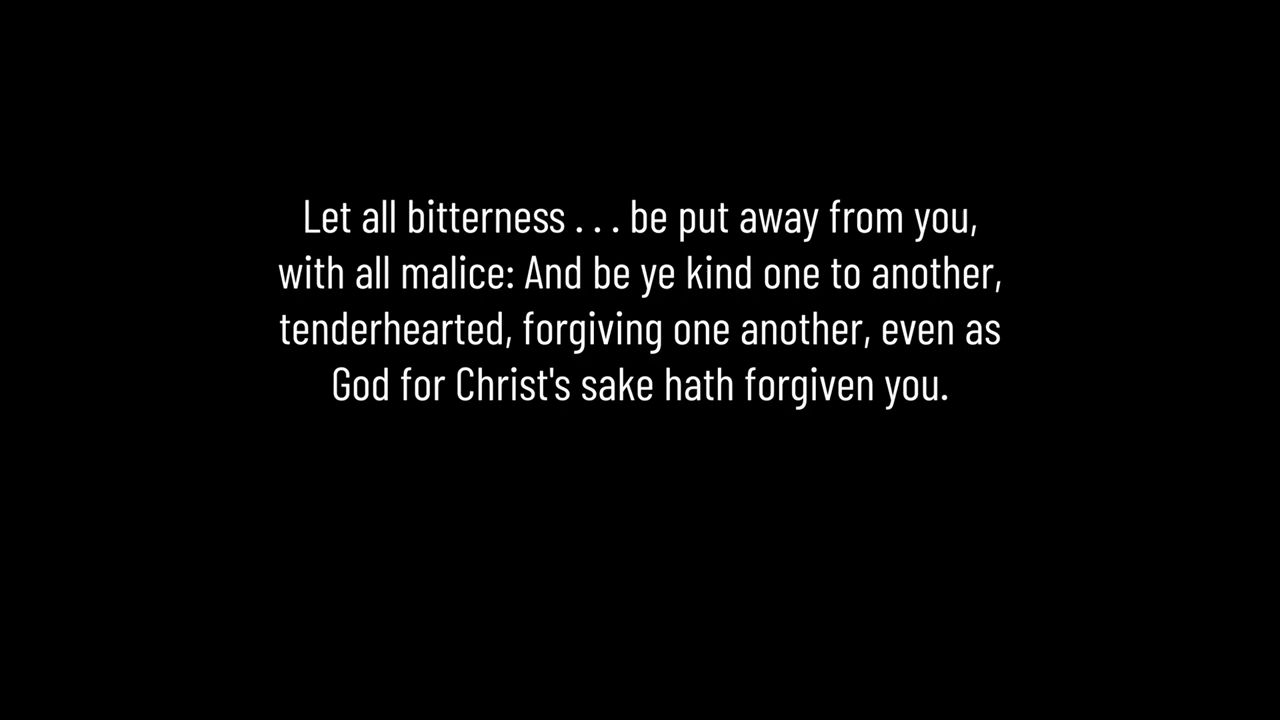 Let all bitterness . . . be put away from you,
with all malice: And be ye kind one to another,
tenderhearted, forgiving one another, even as
God for Christ's sake hath forgiven you.